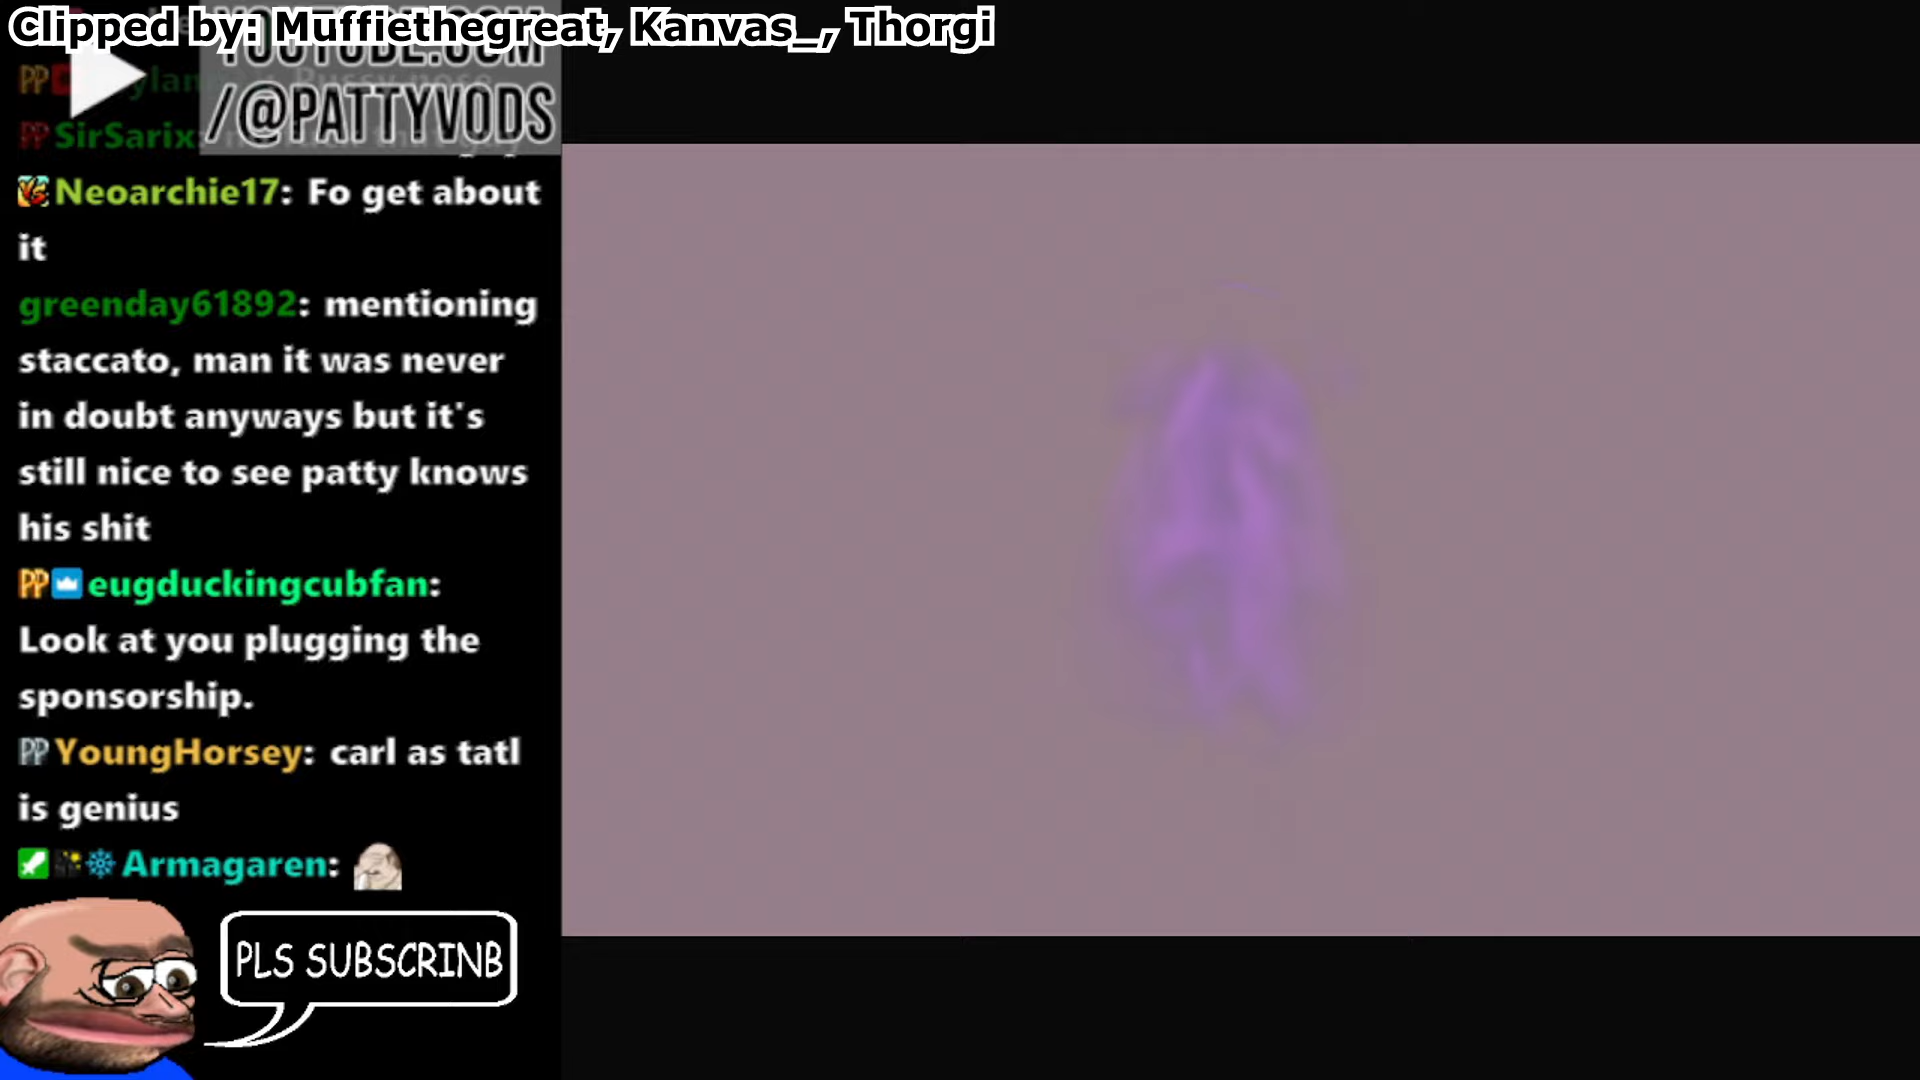 Clipped by: Muffiethegreat, Kanvas_, Thorgi
YOUTUBE.COM
/@PATTYVODS
SirSarix:
Neoarchie17: Fo get about
it
greenday61892: mentioning
staccato, man it was never
in doubt anyways but it's
still nice to see patty knows
his shit
eugduckingcubfan:
Look at you plugging the
sponsorship.
YoungHorsey: carl as tatl
is genius
Armagaren:
PLS SUBSCRINB